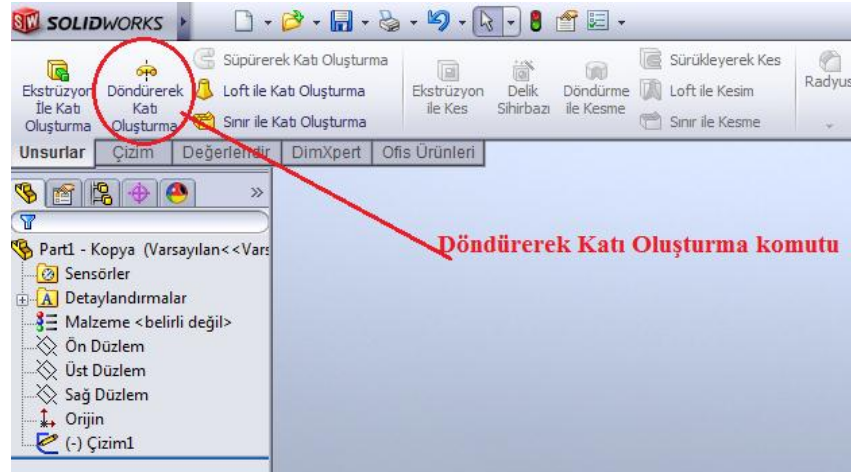 SOLIDWORKS
Ekstrüzyon İle Katı Oluşturma
Döndürerek Katı Oluşturma
Süpürerek Katı Oluşturma
Loft ile Katı Oluşturma
Sınır ile Katı Oluşturma
Ekstrüzyon ile Kes
Delik Sihirbazı
Döndürme ile Kesme
Sürükleyerek Kes
Loft ile Kesim
Sınır ile Kesme
Radyus
Unsurlar
Çizim
Değerlendir
DimXpert
Ofis Ürünleri
Döndürerek Katı Oluşturma komutu
Part1 - Kopya (Varsayılan<<Vars
Sensörler
Detaylandırmalar
Malzeme <belirli değil>
Ön Düzlem
Üst Düzlem
Sağ Düzlem
Orijin
(-) Çizim1